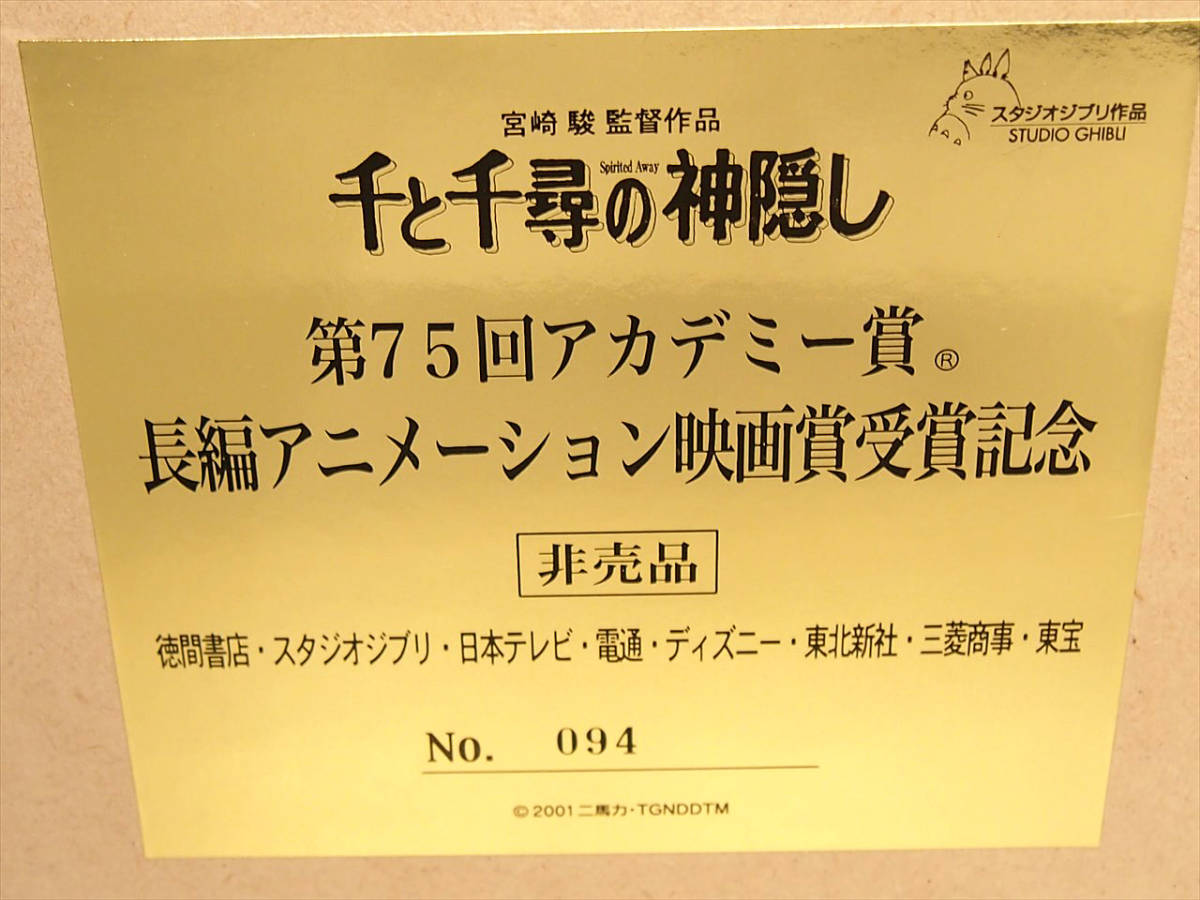 スタジオジブリ作品
STUDIO GHIBLI
宮崎 駿 監督作品
Spirited Away
千と千尋の神隠し
第75回アカデミー賞®
長編アニメーション映画賞受賞記念
非売品
徳間書店・スタジオジブリ・日本テレビ・電通・ディズニー・東北新社・三菱商事・東宝
No. 094
©2001 二馬力・TGNDDTM